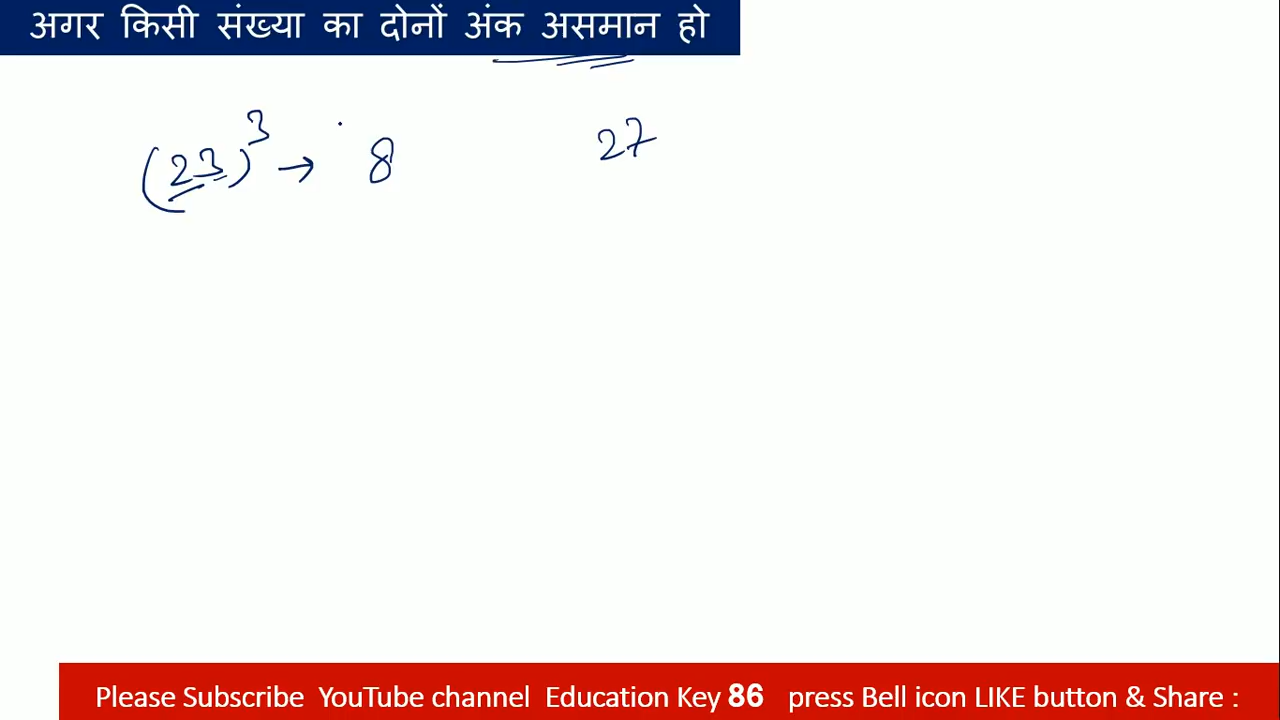 अगर किसी संख्या का दोनों अंक असमान हो
(23)³ → 8 27
Please Subscribe YouTube channel Education Key 86 press Bell icon LIKE button & Share :